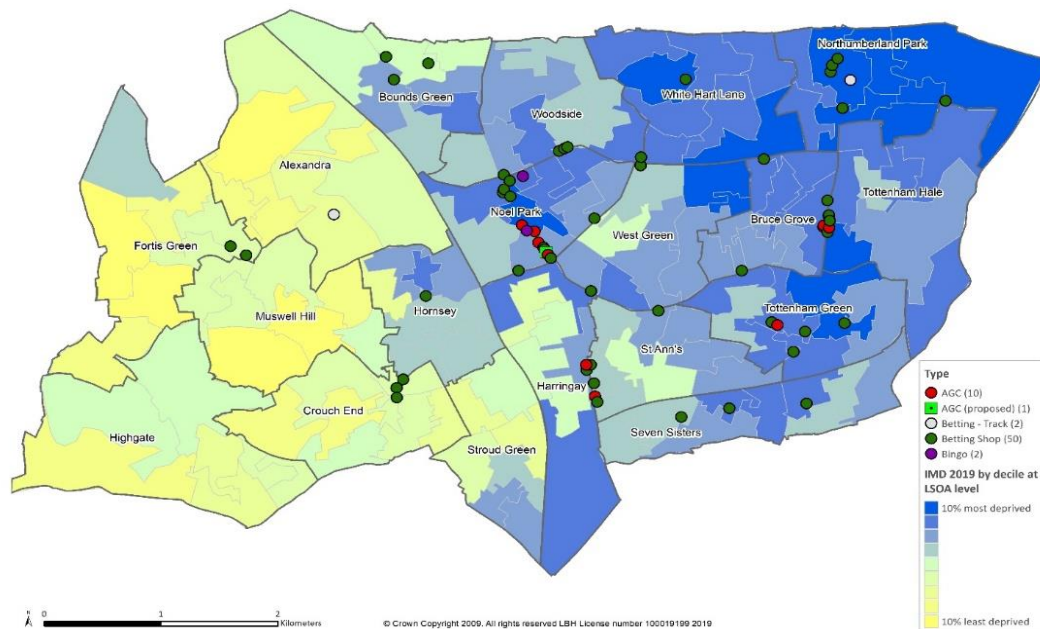 Northumberland Park
White Hart Lane
Bounds Green
Woodside
Alexandra
Tottenham Hale
Noel Park
Bruce Grove
West Green
Fortis Green
Hornsey
Tottenham Green
Muswell Hill
St Ann's
Harringay
Crouch End
Highgate
Seven Sisters
Stroud Green
Type
AGC (10)
AGC (proposed) (1)
Betting - Track (2)
Betting Shop (50)
Bingo (2)
IMD 2019 by decile at
LSOA level
10% most deprived
10% least deprived
N
0 1 2
Kilometers
© Crown Copyright 2009. All rights reserved LBH License number 100019199 2019